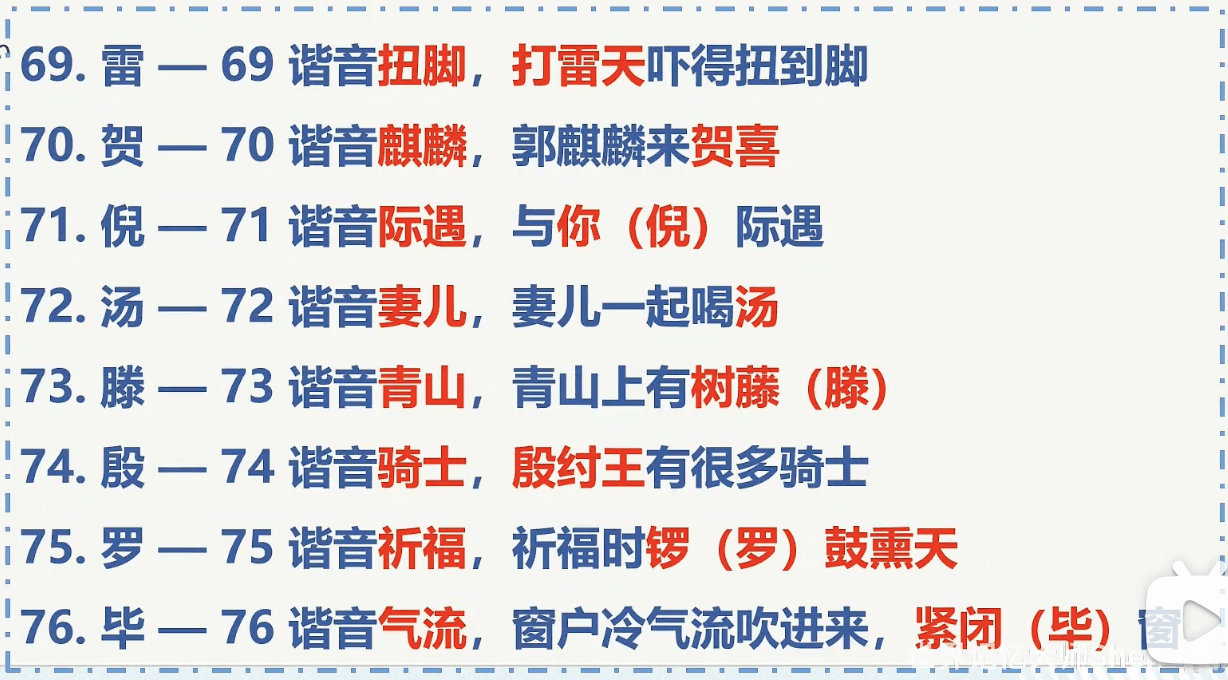 69. 雷 — 69 谐音扭脚，打雷天吓得扭到脚
70. 贺 — 70 谐音麒麟，郭麒麟来贺喜
71. 倪 — 71 谐音际遇，与你（倪）际遇
72. 汤 — 72 谐音妻儿，妻儿一起喝汤
73. 滕 — 73 谐音青山，青山上有树藤（滕）
74. 殷 — 74 谐音骑士，殷纣王有很多骑士
75. 罗 — 75 谐音祈福，祈福时锣（罗）鼓熏天
76. 毕 — 76 谐音气流，窗户冷气流吹进来，紧闭（毕）窗